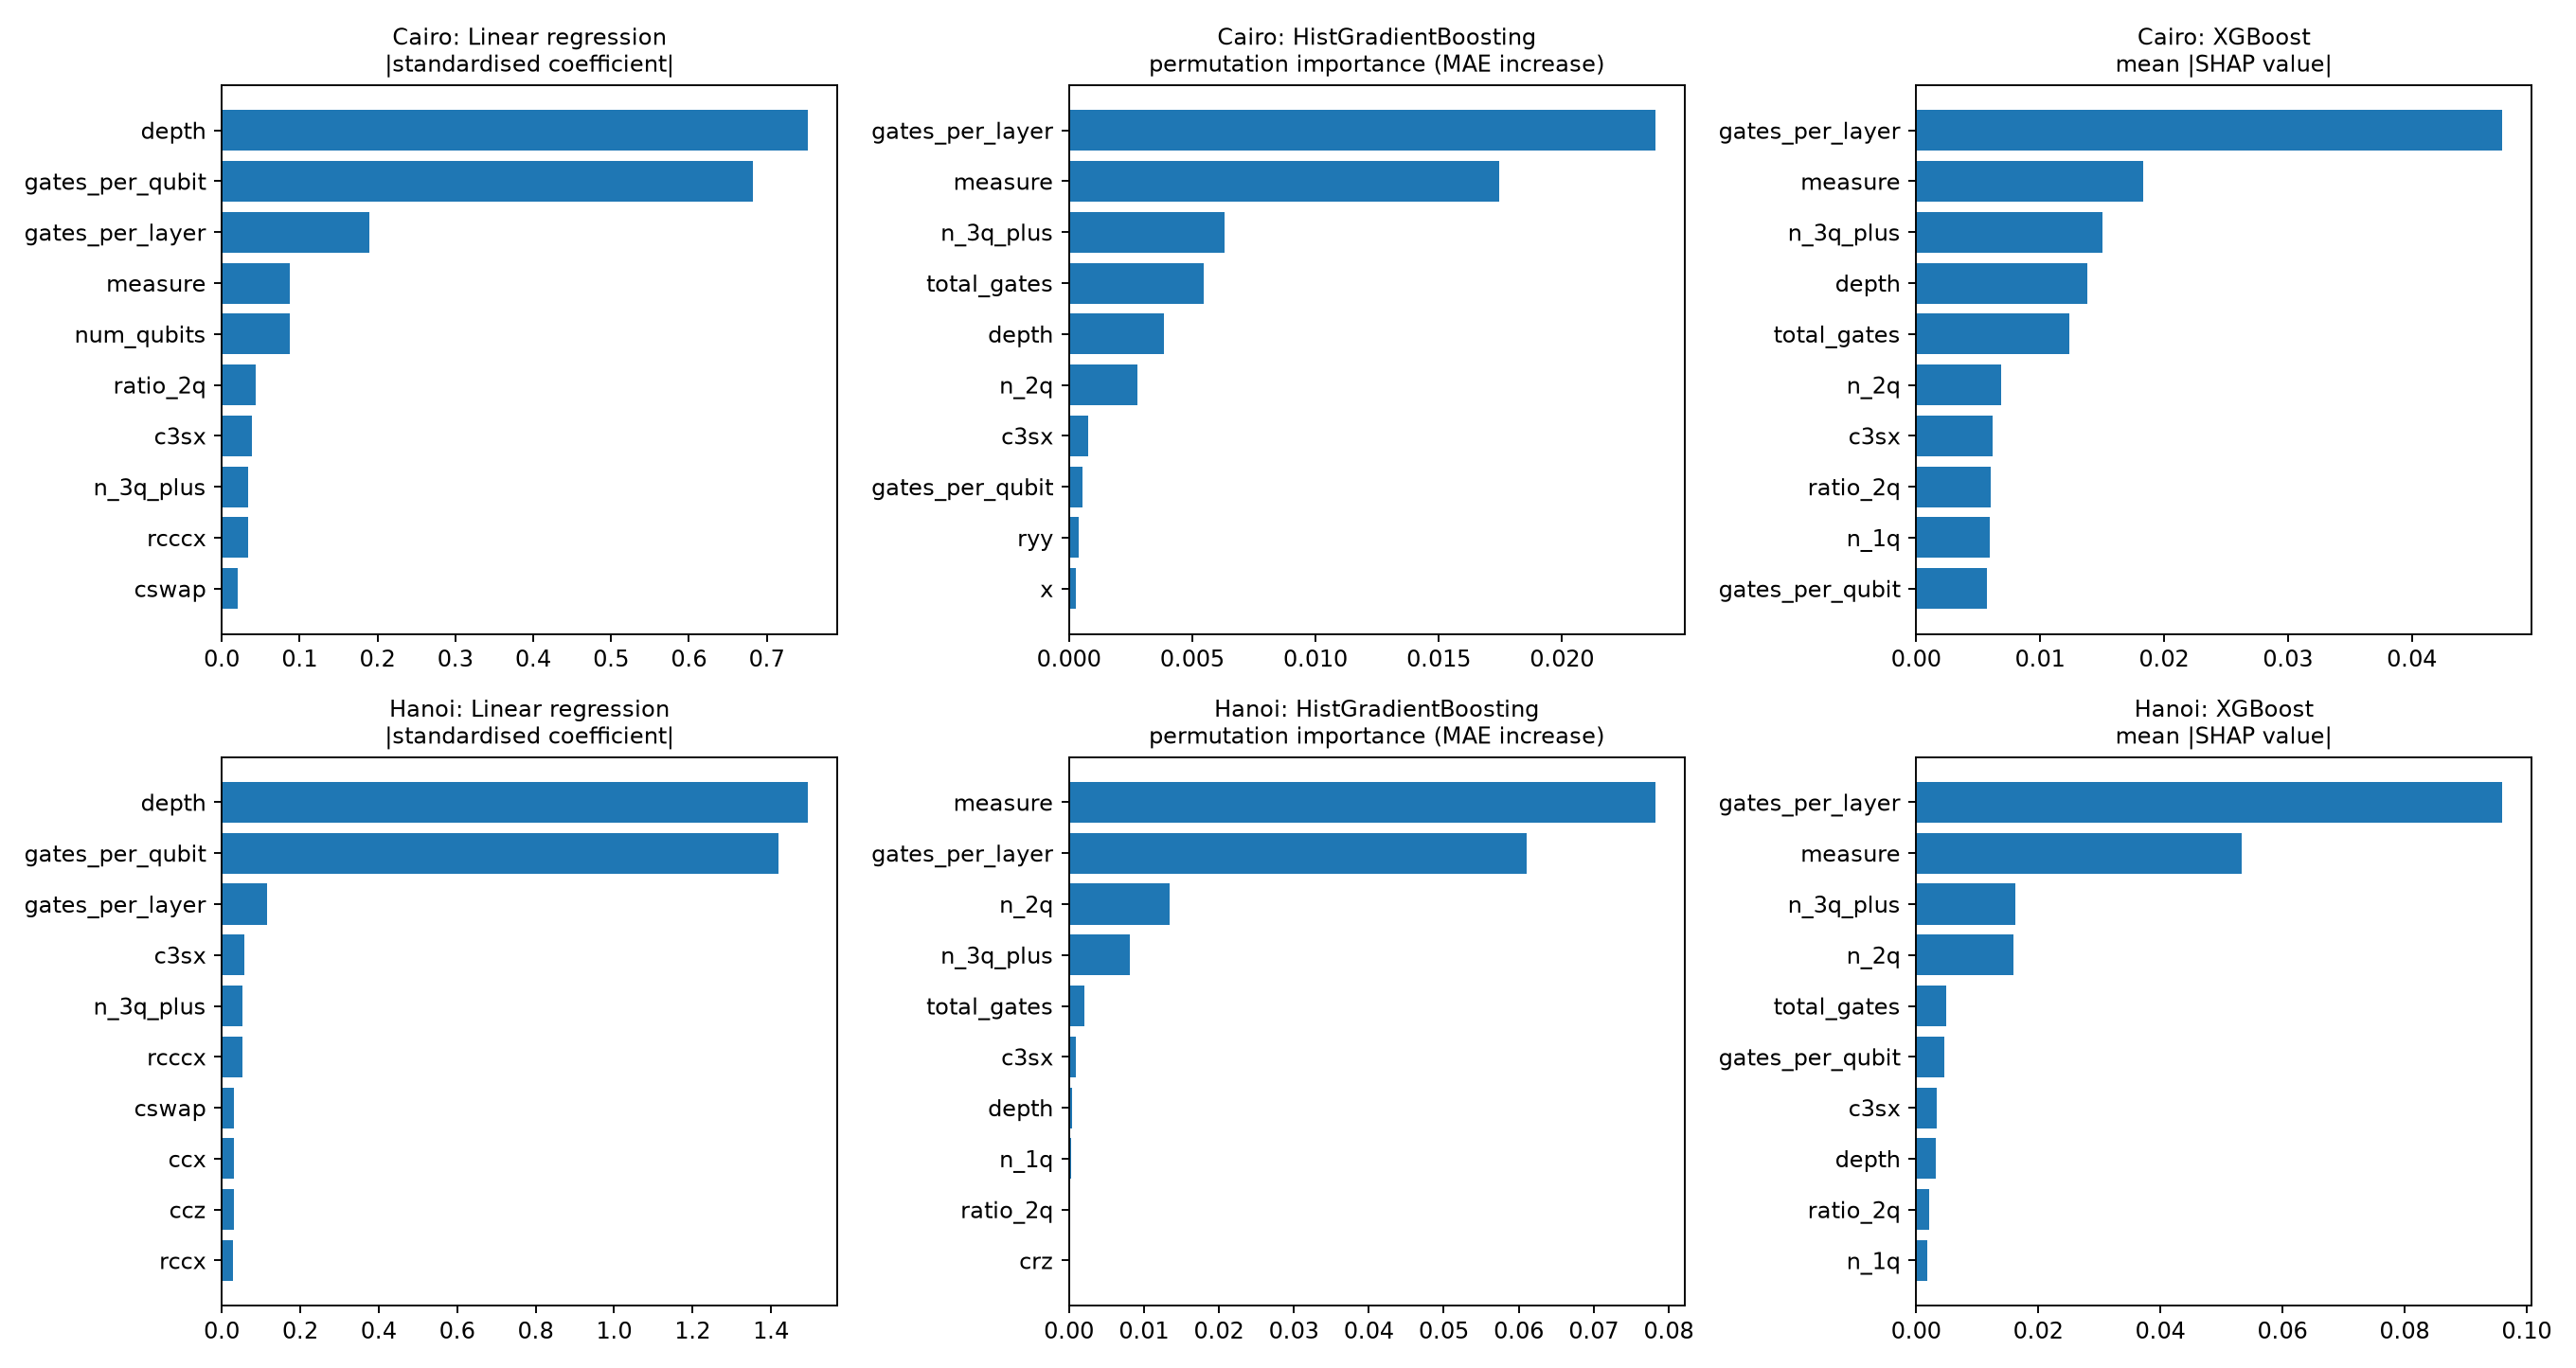 Cairo: Linear regression
|standardised coefficient|
depth
gates_per_qubit
gates_per_layer
measure
num_qubits
ratio_2q
c3sx
n_3q_plus
rcccx
cswap
0.0 0.1 0.2 0.3 0.4 0.5 0.6 0.7
Cairo: HistGradientBoosting
permutation importance (MAE increase)
gates_per_layer
measure
n_3q_plus
total_gates
depth
n_2q
c3sx
gates_per_qubit
ryy
x
0.000 0.005 0.010 0.015 0.020
Cairo: XGBoost
mean |SHAP value|
gates_per_layer
measure
n_3q_plus
depth
total_gates
n_2q
c3sx
ratio_2q
n_1q
gates_per_qubit
0.00 0.01 0.02 0.03 0.04
Hanoi: Linear regression
|standardised coefficient|
depth
gates_per_qubit
gates_per_layer
c3sx
n_3q_plus
rcccx
cswap
ccx
ccz
rccx
0.0 0.2 0.4 0.6 0.8 1.0 1.2 1.4
Hanoi: HistGradientBoosting
permutation importance (MAE increase)
measure
gates_per_layer
n_2q
n_3q_plus
total_gates
c3sx
depth
n_1q
ratio_2q
crz
0.00 0.01 0.02 0.03 0.04 0.05 0.06 0.07 0.08
Hanoi: XGBoost
mean |SHAP value|
gates_per_layer
measure
n_3q_plus
n_2q
total_gates
gates_per_qubit
c3sx
depth
ratio_2q
n_1q
0.00 0.02 0.04 0.06 0.08 0.10